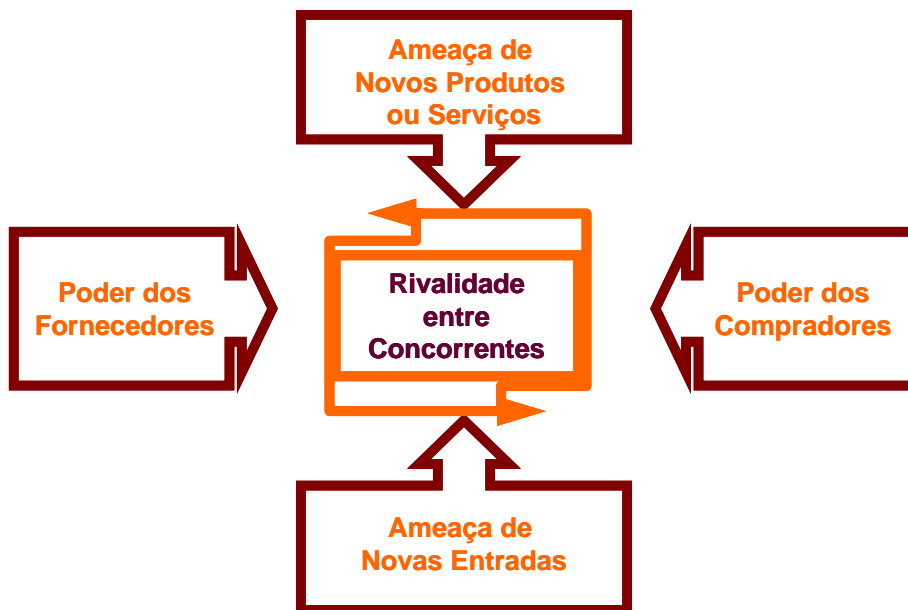 Ameaça de
Novos Produtos
ou Serviços
Poder dos
Fornecedores
Rivalidade
entre
Concorrentes
Poder dos
Compradores
Ameaça de
Novas Entradas